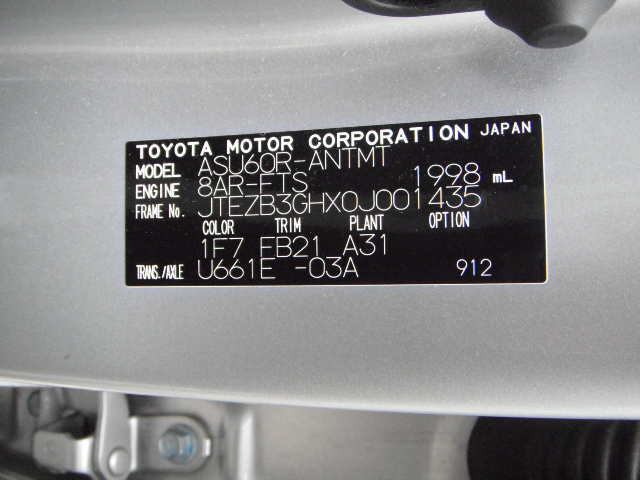 TOYOTA MOTOR CORPORATION JAPAN
MODEL ASU60R-ANTMT
ENGINE 8AR-FTS 1998 mL
FRAME No. JTEZB3GHX0J001435
COLOR TRIM PLANT OPTION
1F7 FB21 A31
TRANS./AXLE U661E -03A 912